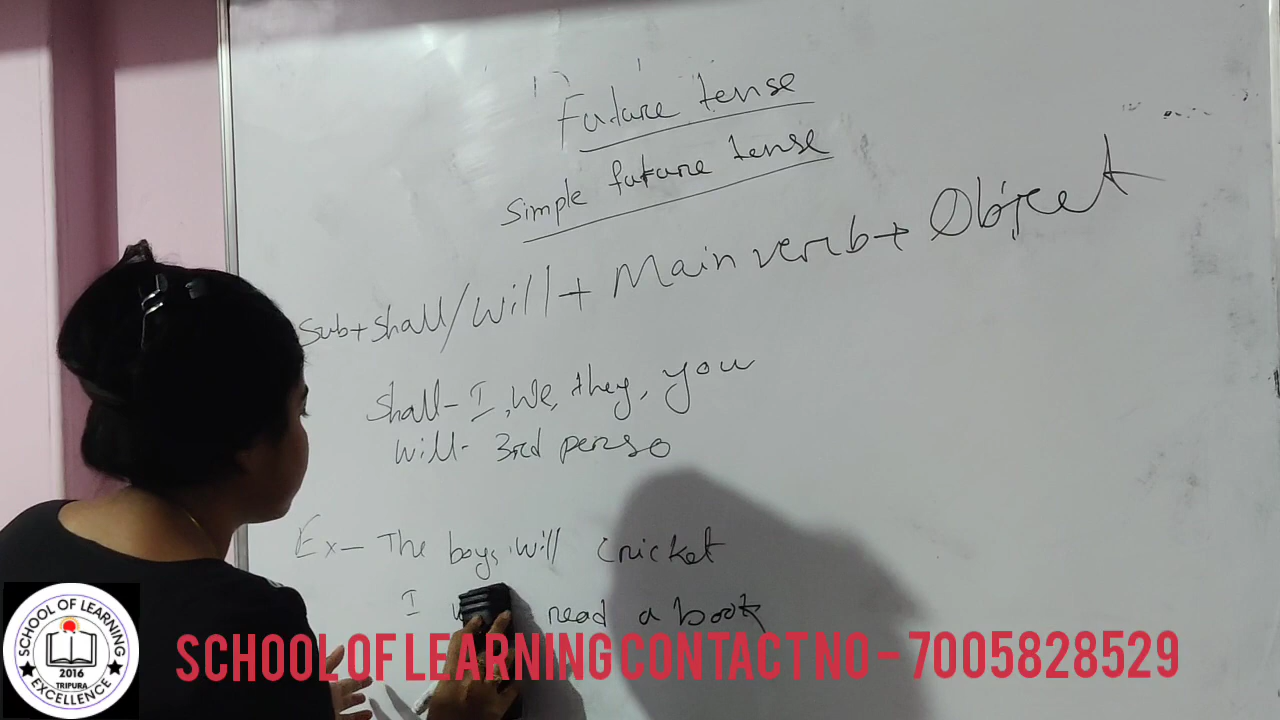 Future tense
Simple future tense
Sub + shall/will + Main verb + Object
Shall - I, We, they, you
will - 3rd perso
Ex - The boys will cricket
I read a book
SCHOOL OF LEARNING CONTACT NO - 7005828529
SCHOOL OF LEARNING
2016
TRIPURA
EXCELLENCE